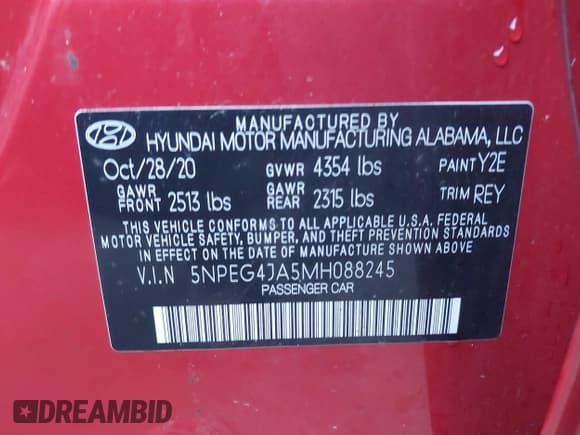 MANUFACTURED BY
HYUNDAI MOTOR MANUFACTURING ALABAMA, LLC
Oct/28/20 GVWR 4354 lbs PAINT Y2E
GAWR FRONT 2513 lbs GAWR REAR 2315 lbs TRIM REY
THIS VEHICLE CONFORMS TO ALL APPLICABLE U.S.A. FEDERAL
MOTOR VEHICLE SAFETY, BUMPER, AND THEFT PREVENTION STANDARDS
IN EFFECT ON THE DATE OF MANUFACTURE SHOWN ABOVE.
V.I.N 5NPEG4JA5MH088245
PASSENGER CAR
DREAMBID